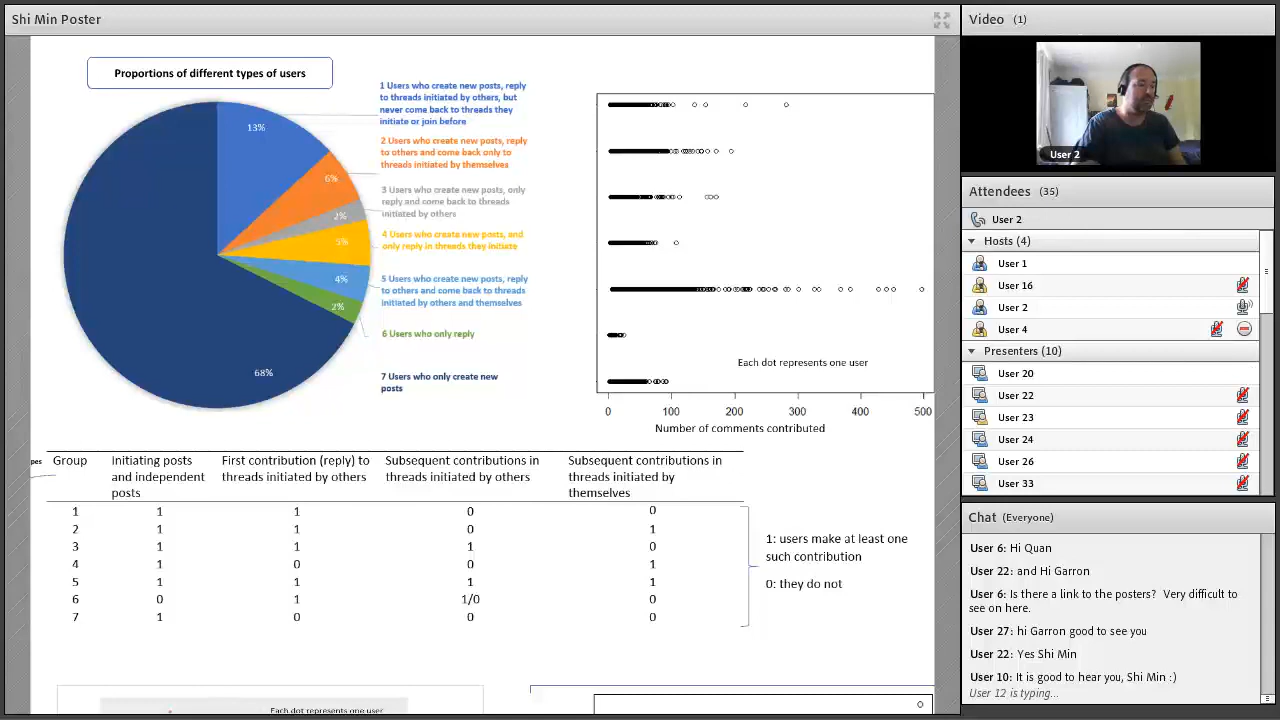 Shi Min Poster
Proportions of different types of users
13%
6%
2%
5%
4%
2%
68%
1 Users who create new posts, reply
to threads initiated by others, but
never come back to threads they
initiate or join before
2 Users who create new posts, reply
to others and come back only to
threads initiated by themselves
3 Users who create new posts, only
reply and come back to threads
initiated by others
4 Users who create new posts, and
only reply in threads they initiate
5 Users who create new posts, reply
to others and come back to threads
initiated by others and themselves
6 Users who only reply
7 Users who only create new
posts
Each dot represents one user
0 100 200 300 400 500
Number of comments contributed
pes
Group Initiating posts and independent posts First contribution (reply) to threads initiated by others Subsequent contributions in threads initiated by others Subsequent contributions in threads initiated by themselves
1 1 1 0 0
2 1 1 0 1
3 1 1 1 0
4 1 0 0 1
5 1 1 1 1
6 0 1 1/0 0
7 1 0 0 0
1: users make at least one
such contribution
0: they do not
Each dot represents one user
Video (1)
User 2
Attendees (35)
User 2
Hosts (4)
User 1
User 16
User 2
User 4
Presenters (10)
User 20
User 22
User 23
User 24
User 26
User 33
Chat (Everyone)
User 6: Hi Quan
User 22: and Hi Garron
User 6: Is there a link to the posters? Very difficult to
see on here.
User 27: hi Garron good to see you
User 22: Yes Shi Min
User 10: It is good to hear you, Shi Min :)
User 12 is typing...